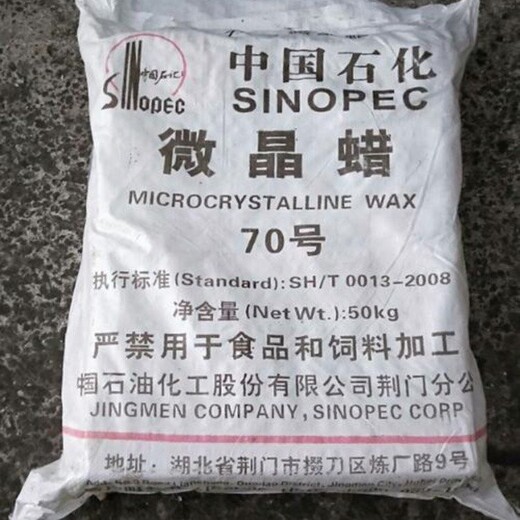 中国石化
SINOPEC
中国石化
SINOPEC
微晶蜡
MICROCRYSTALLINE WAX
70号
执行标准(Standard):SH/T 0013-2008
净含量(Net Wt.):50kg
严禁用于食品和饲料加工
国石油化工股份有限公司荆门分公
JINGMEN COMPANY, SINOPEC CORP
地址:湖北省荆门市掇刀区炼厂路9号